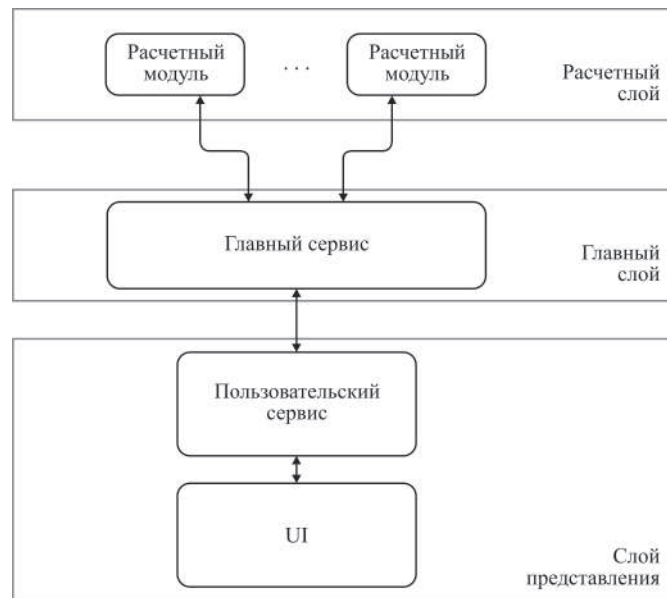 Расчетный
модуль
. . .
Расчетный
модуль
Расчетный
слой
Главный сервис
Главный
слой
Пользовательский
сервис
UI
Слой
представления